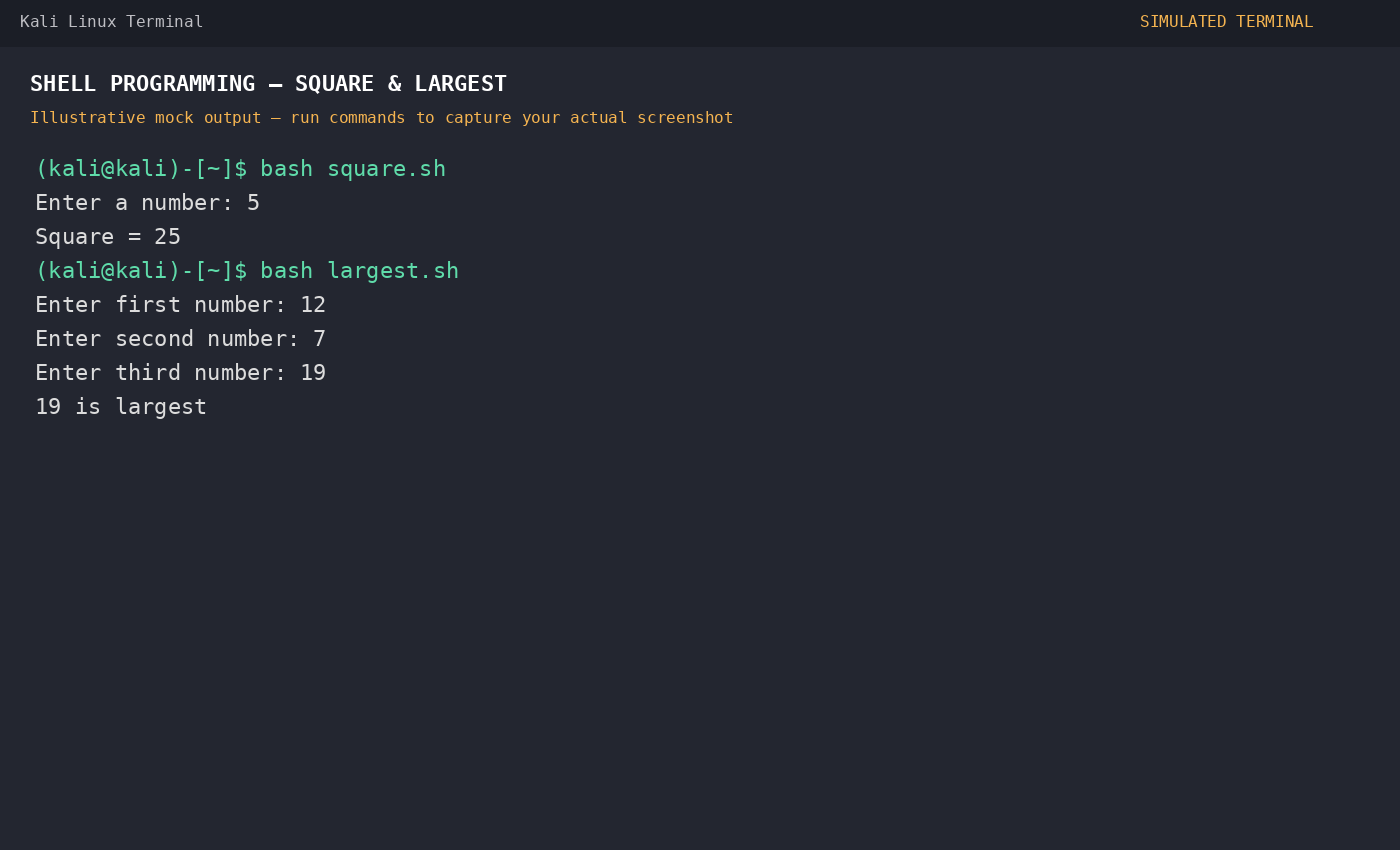 Kali Linux Terminal
SIMULATED TERMINAL
SHELL PROGRAMMING — SQUARE & LARGEST
Illustrative mock output — run commands to capture your actual screenshot
(kali@kali)-[~]$ bash square.sh
Enter a number: 5
Square = 25
(kali@kali)-[~]$ bash largest.sh
Enter first number: 12
Enter second number: 7
Enter third number: 19
19 is largest